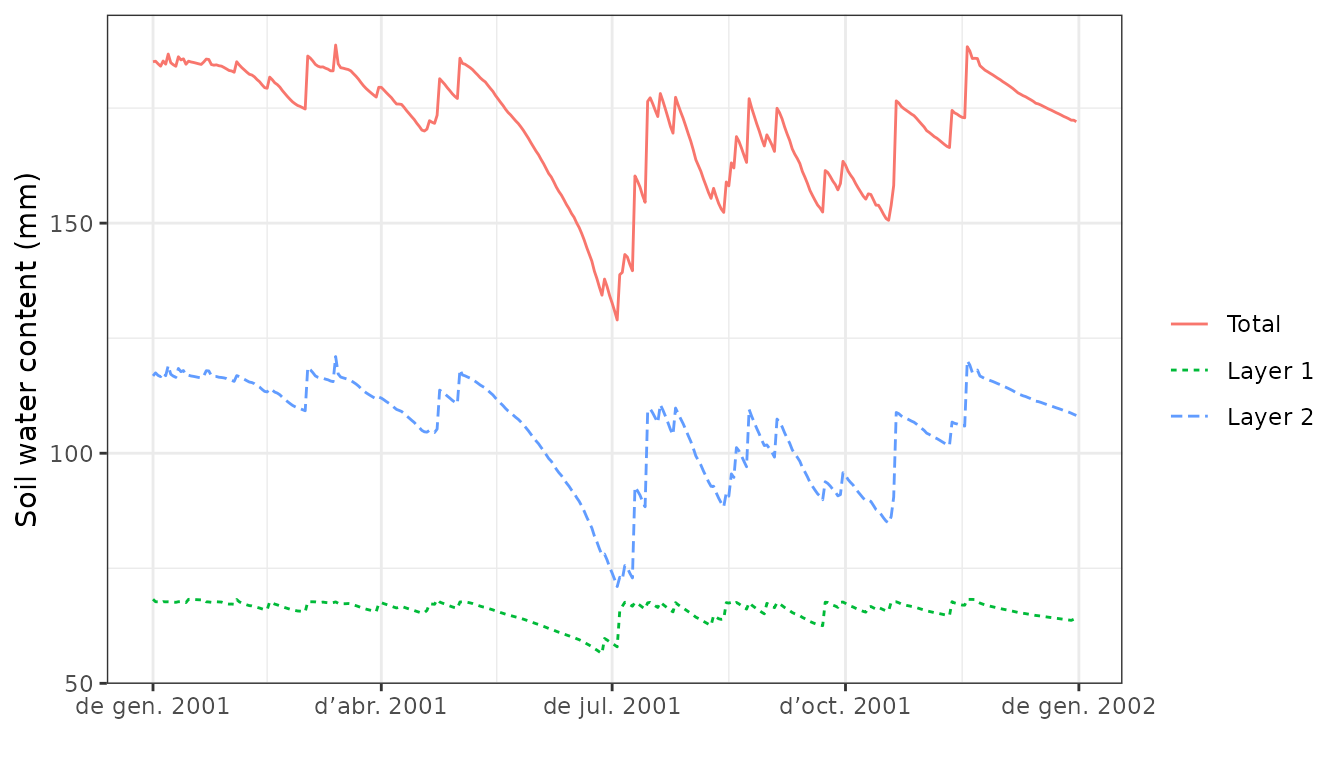 Soil water content (mm)
150
100
50
de gen. 2001
d’abr. 2001
de jul. 2001
d’oct. 2001
de gen. 2002
Total
Layer 1
Layer 2